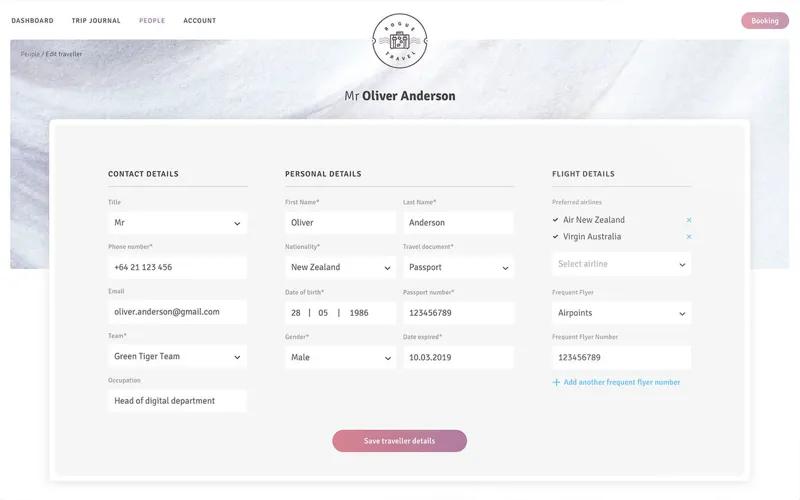 DASHBOARD TRIP JOURNAL PEOPLE ACCOUNT
ROGUE
TRAVEL
Booking
People / Edit traveller
Mr Oliver Anderson
CONTACT DETAILS
Title
Mr
Phone number*
+64 21 123 456
Email
oliver.anderson@gmail.com
Team*
Green Tiger Team
Occupation
Head of digital department
PERSONAL DETAILS
First Name* Last Name*
Oliver Anderson
Nationality* Travel document*
New Zealand Passport
Date of birth* Passport number*
28 | 05 | 1986 123456789
Gender* Date expired*
Male 10.03.2019
FLIGHT DETAILS
Preferred airlines
Air New Zealand
Virgin Australia
Select airline
Frequent Flyer
Airpoints
Frequent Flyer Number
123456789
+ Add another frequent flyer number
Save traveller details